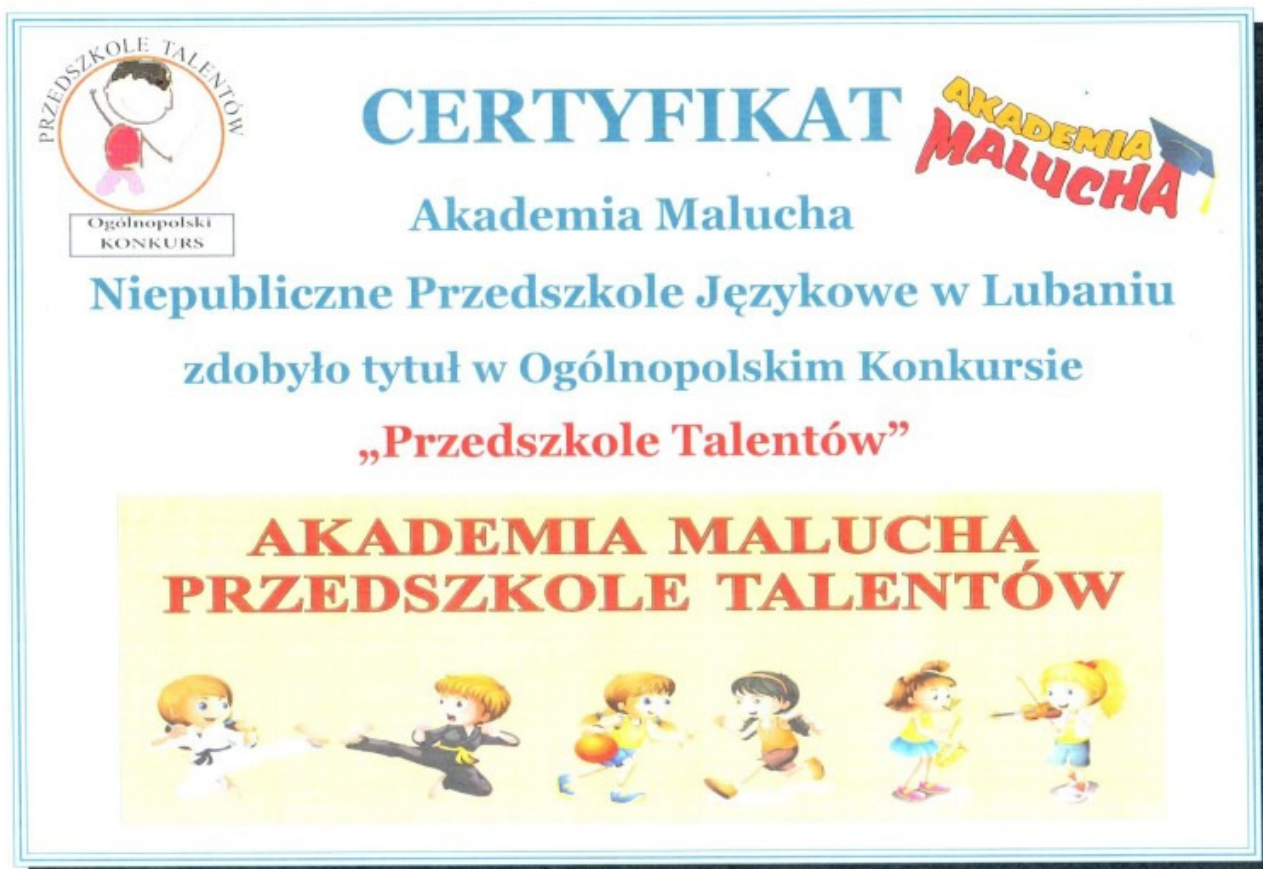 PRZEDSZKOLE TALENTÓW
Ogólnopolski
KONKURS
CERTYFIKAT
AKADEMIA
MALUCHA
Akademia Malucha
Niepubliczne Przedszkole Językowe w Lubaniu
zdobyło tytuł w Ogólnopolskim Konkursie
„Przedszkole Talentów”
AKADEMIA MALUCHA
PRZEDSZKOLE TALENTÓW